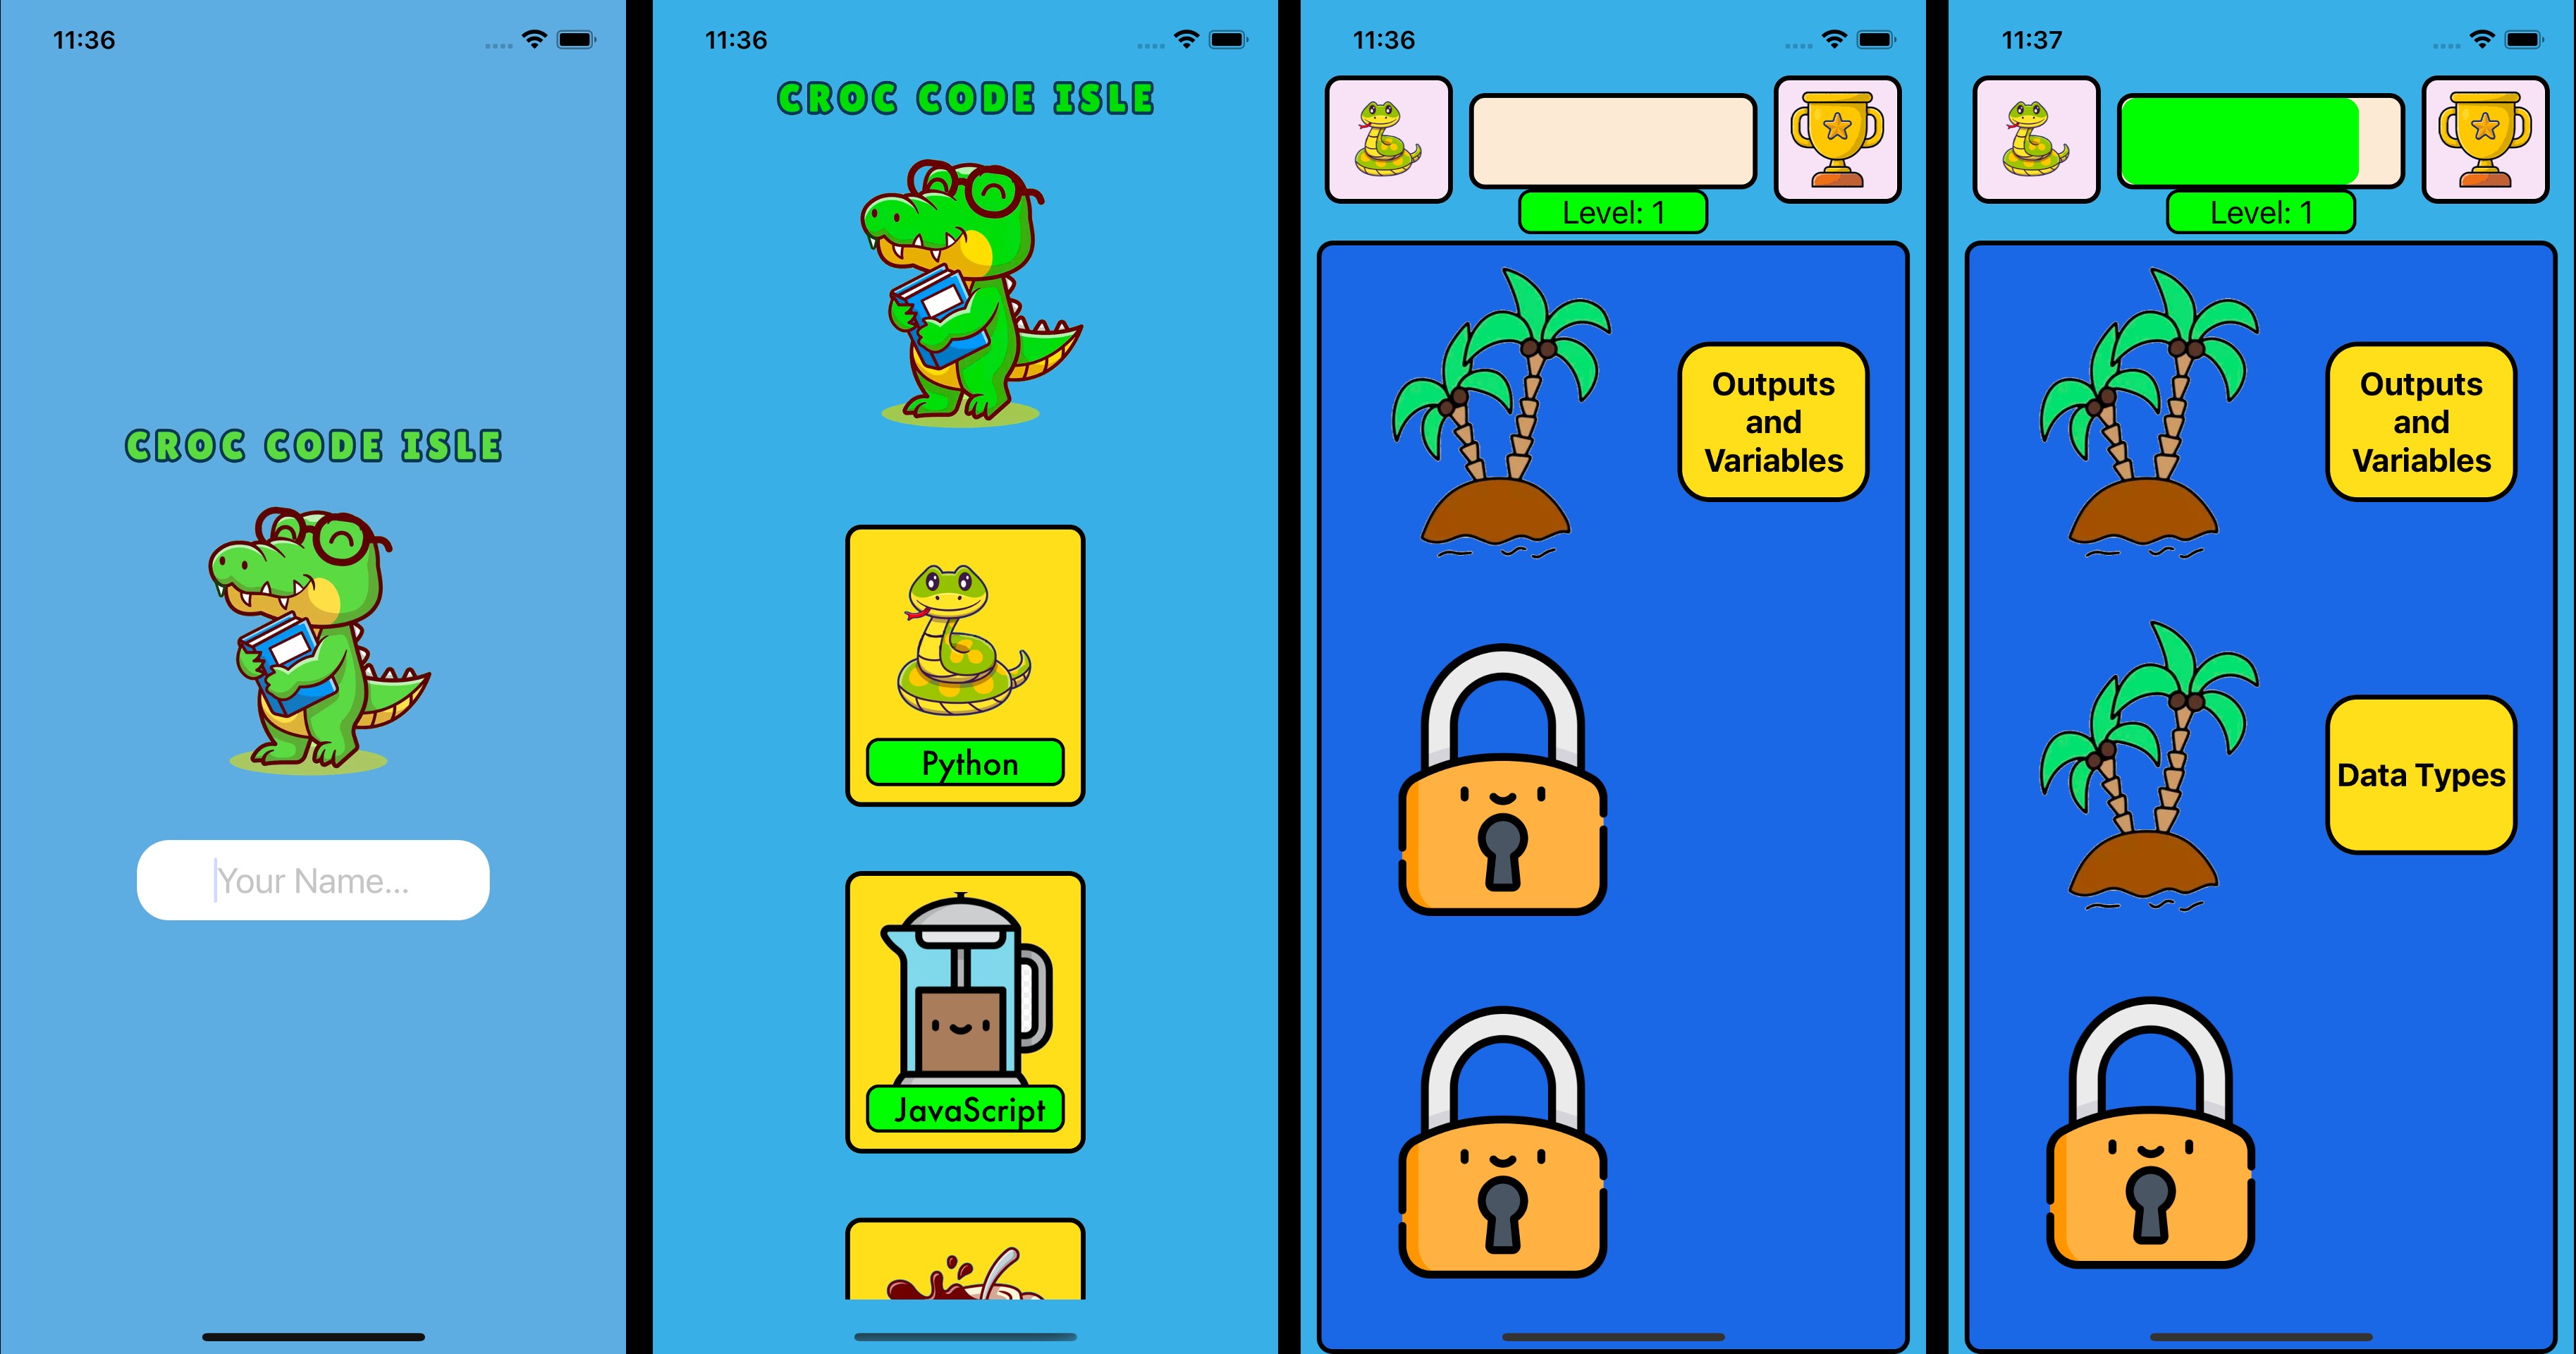 11:36
CROC CODE ISLE
Your Name...
11:36
CROC CODE ISLE
Python
JavaScript
11:36
Level: 1
Outputs
and
Variables
11:37
Level: 1
Outputs
and
Variables
Data Types